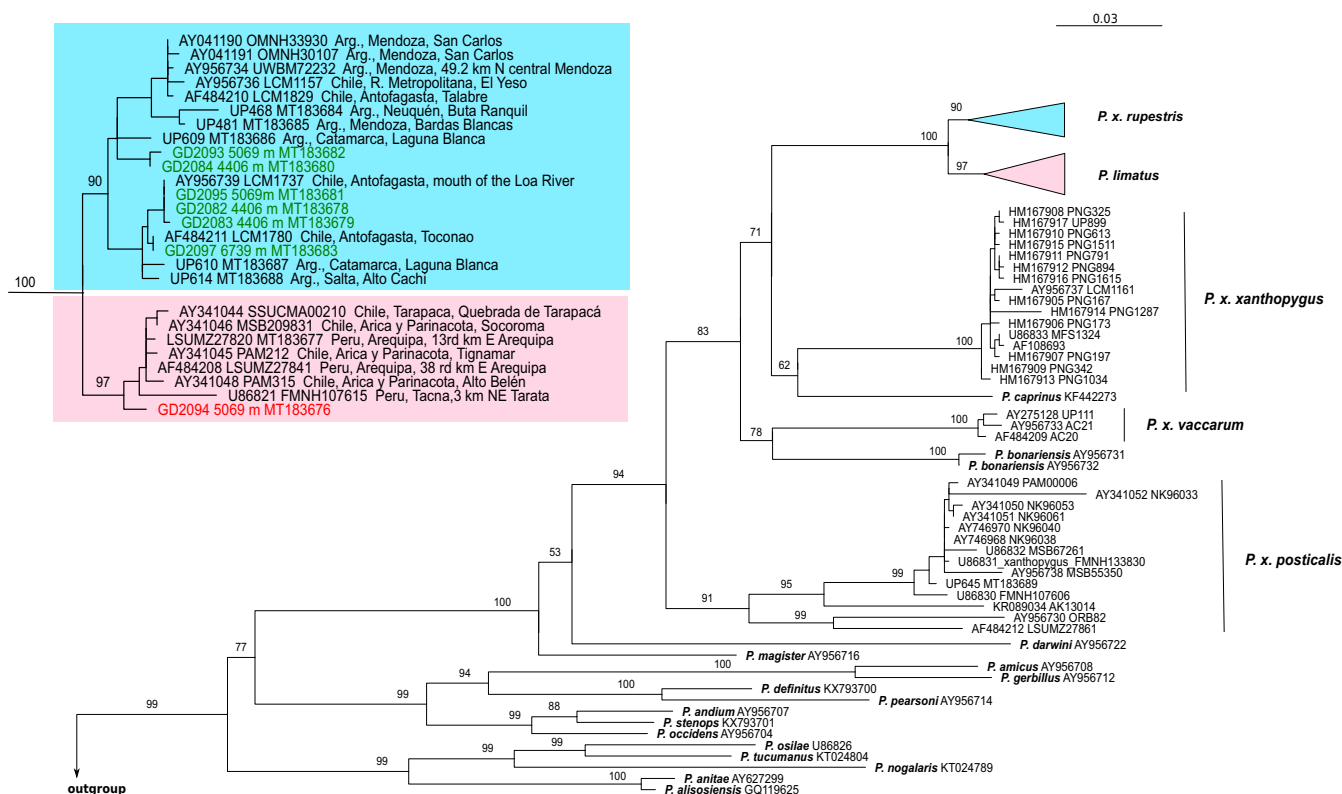 AY041190 OMNH33930 Arg., Mendoza, San Carlos
AY041191 OMNH30107 Arg., Mendoza, San Carlos
AY956734 UWBM72232 Arg., Mendoza, 49.2 km N central Mendoza
AY956736 LCM1157 Chile, R. Metropolitana, El Yeso
AF484210 LCM1829 Chile, Antofagasta, Talabre
UP468 MT183684 Arg., Neuquén, Buta Ranquil
UP481 MT183685 Arg., Mendoza, Bardas Blancas
UP609 MT183686 Arg., Catamarca, Laguna Blanca
GD2093 5069 m MT183682
GD2084 4406 m MT183680
AY956739 LCM1737 Chile, Antofagasta, mouth of the Loa River
90
GD2095 5069m MT183681
GD2082 4406 m MT183678
GD2083 4406 m MT183679
AF484211 LCM1780 Chile, Antofagasta, Toconao
GD2097 6739 m MT183683
UP610 MT183687 Arg., Catamarca, Laguna Blanca
UP614 MT183688 Arg., Salta, Alto Cachi
100
AY341044 SSUCMA00210 Chile, Tarapaca, Quebrada de Tarapacá
AY341046 MSB209831 Chile, Arica y Parinacota, Socoroma
LSUMZ27820 MT183677 Peru, Arequipa, 13rd km E Arequipa
AY341045 PAM212 Chile, Arica y Parinacota, Tignamar
AF484208 LSUMZ27841 Peru, Arequipa, 38 rd km E Arequipa
97
AY341048 PAM315 Chile, Arica y Parinacota, Alto Belén
U86821 FMNH107615 Peru, Tacna,3 km NE Tarata
GD2094 5069 m MT183676
0.03
90
P. x. rupestris
100
97
P. limatus
71
HM167908 PNG325
HM167917 UP899
HM167910 PNG613
HM167915 PNG1511
HM167911 PNG791
HM167912 PNG894
HM167916 PNG1615
AY956737 LCM1161
HM167905 PNG167
HM167914 PNG1287
HM167906 PNG173
U86833 MFS1324
AF108693
HM167907 PNG197
HM167909 PNG342
HM167913 PNG1034
P. x. xanthopygus
100
83
62
P. caprinus KF442273
AY275128 UP111
AY956733 AC21
AF484209 AC20
P. x. vaccarum
100
78
100
P. bonariensis AY956731
P. bonariensis AY956732
94
AY341049 PAM00006
AY341052 NK96033
AY341050 NK96053
AY341051 NK96061
AY746970 NK96040
AY746968 NK96038
U86832 MSB67261
U86831_xanthopygus_FMNH133830
AY956738 MSB55350
UP645 MT183689
U86830 FMNH107606
KR089034 AK13014
AY956730 ORB82
AF484212 LSUMZ27861
P. x. posticalis
99
95
91
99
53
100
P. darwini AY956722
P. magister AY956716
77
P. amicus AY956708
P. gerbillus AY956712
100
94
P. definitus KX793700
100
P. pearsoni AY956714
99
88
P. andium AY956707
P. stenops KX793701
99
P. occidens AY956704
99
P. osilae U86826
99
P. tucumanus KT024804
99
P. nogalaris KT024789
99
P. anitae AY627299
100
P. alisosiensis GQ119625
outgroup